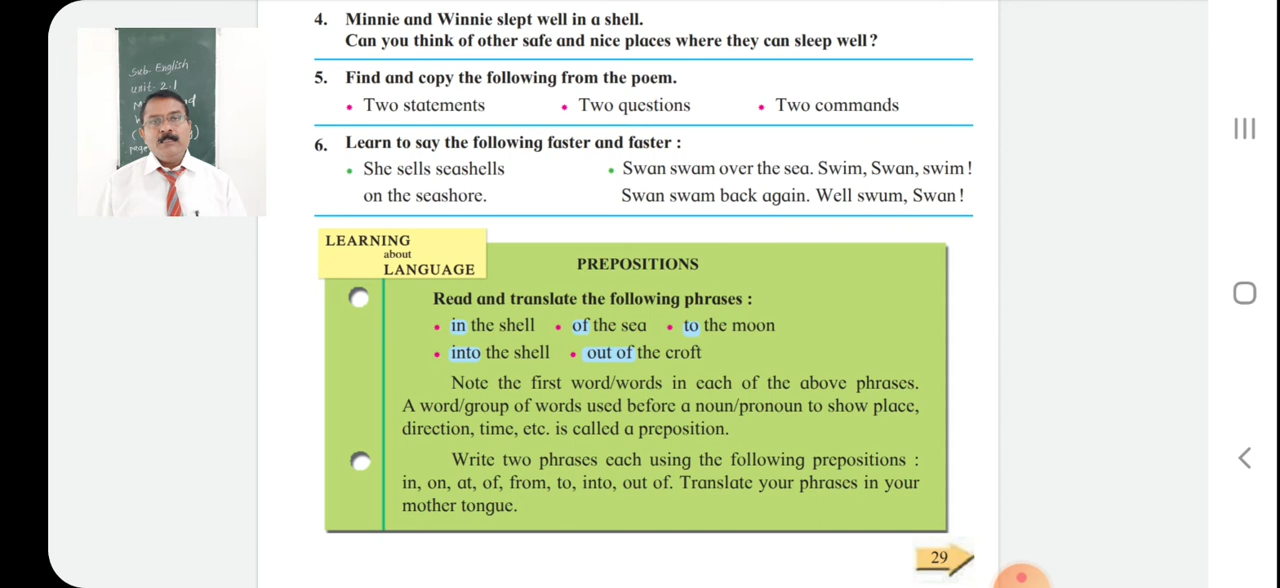 Sub- English
unit- 2.1
4. Minnie and Winnie slept well in a shell.
Can you think of other safe and nice places where they can sleep well?
5. Find and copy the following from the poem.
• Two statements • Two questions • Two commands
6. Learn to say the following faster and faster :
• She sells seashells
on the seashore.
• Swan swam over the sea. Swim, Swan, swim!
Swan swam back again. Well swum, Swan!
LEARNING
about
LANGUAGE
PREPOSITIONS
Read and translate the following phrases :
• in the shell • of the sea • to the moon
• into the shell • out of the croft
Note the first word/words in each of the above phrases.
A word/group of words used before a noun/pronoun to show place,
direction, time, etc. is called a preposition.
Write two phrases each using the following prepositions :
in, on, at, of, from, to, into, out of. Translate your phrases in your
mother tongue.
29